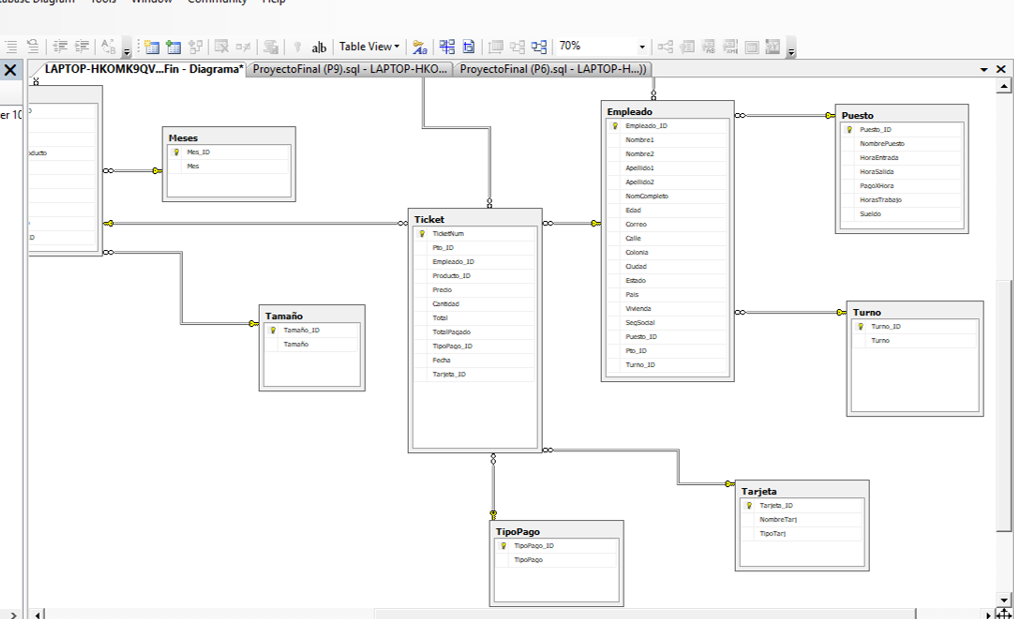 Tools Window Community Help
Table View
70%
LAPTOP-HKOMK9QV...Fin - Diagrama*
ProyectoFinal (P9).sql - LAPTOP-HKO...
ProyectoFinal (P6).sql - LAPTOP-H...))
er 10
Meses
Mes_ID
Mes
Tamaño
Tamaño_ID
Tamaño
Ticket
TicketNum
Pto_ID
Empleado_ID
Producto_ID
Precio
Cantidad
Total
TotalPagado
TipoPago_ID
Fecha
Tarjeta_ID
TipoPago
TipoPago_ID
TipoPago
Empleado
Empleado_ID
Nombre1
Nombre2
Apellido1
Apellido2
NomCompleto
Edad
Correo
Calle
Colonia
Ciudad
Estado
Pais
Vivienda
SegSocial
Puesto_ID
Pto_ID
Turno_ID
Puesto
Puesto_ID
NombrePuesto
HoraEntrada
HoraSalida
PagoXHora
HorasTrabajo
Sueldo
Turno
Turno_ID
Turno
Tarjeta
Tarjeta_ID
NombreTarj
TipoTarj